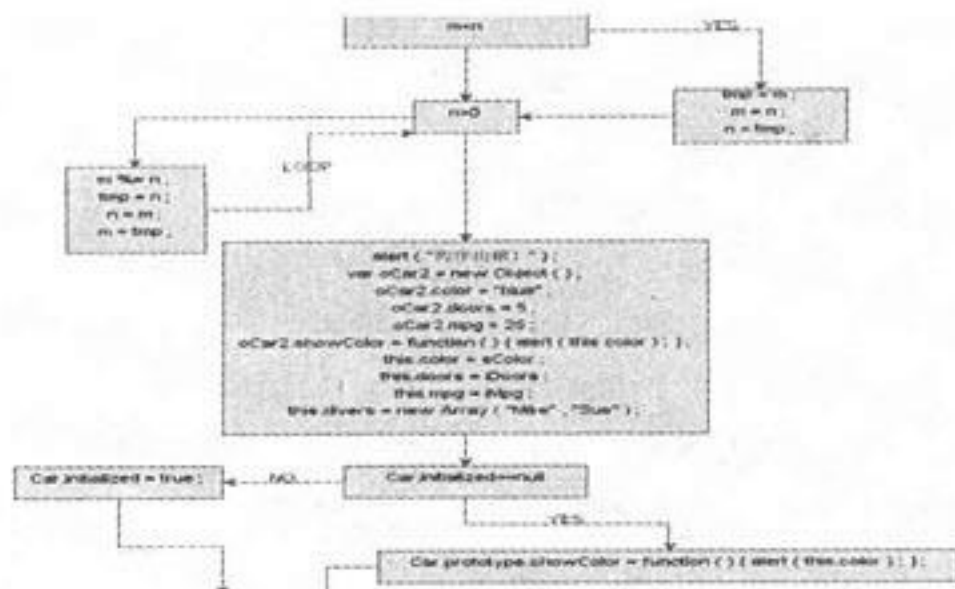 m<n
YES
tmp = m ;
m = n ;
n = tmp ;
n>0
LOOP
m %= n ;
tmp = n ;
n = m ;
m = tmp ;
alert ( " ! " ) ;
var oCar2 = new Object ( ) ;
oCar2.color = "blue" ;
oCar2.doors = 5 ;
oCar2.mpg = 25 ;
oCar2.showColor = function ( ) { alert ( this.color ) ; } ;
this.color = sColor ;
this.doors = iDoors ;
this.mpg = iMpg ;
this.divers = new Array ( "Mike" , "Sue" ) ;
Car.initialized = true ;
NO
Car.initialized==null
YES
Car.prototype.showColor = function ( ) { alert ( this.color ) ; } ;